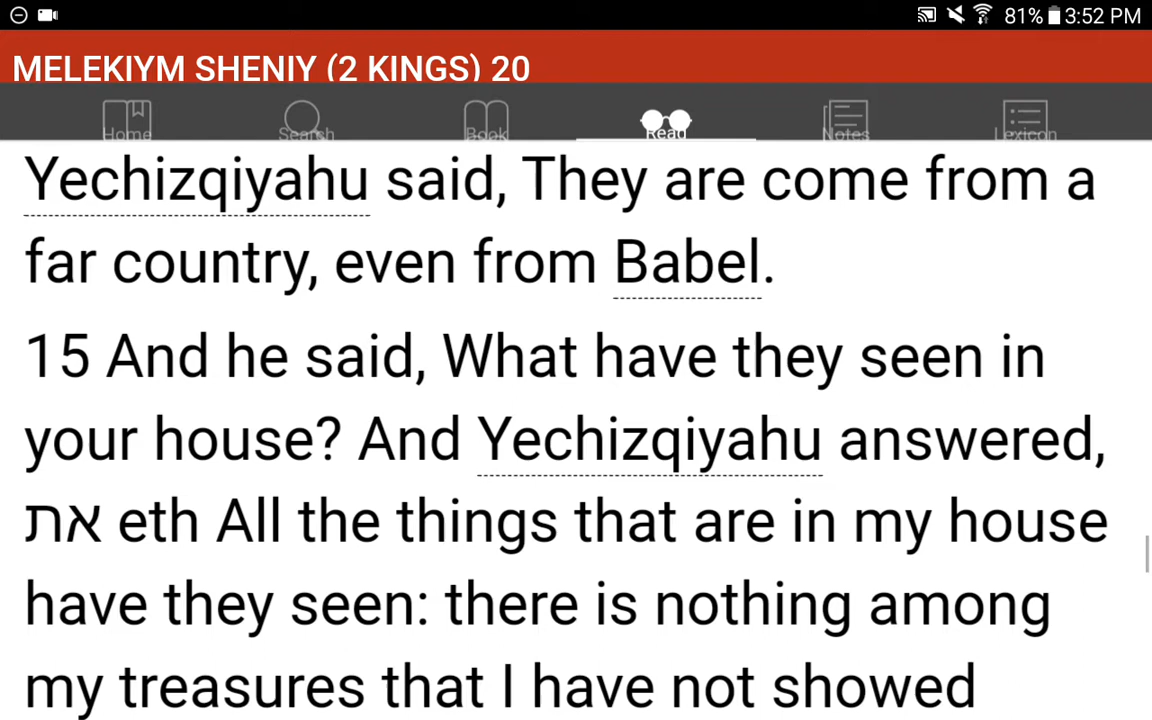 81% 3:52 PM
MELEKIYM SHENIY (2 KINGS) 20
Home Search Book Read Notes Lexicon
Yechizqiyahu said, They are come from a
far country, even from Babel.
15 And he said, What have they seen in
your house? And Yechizqiyahu answered,
את eth All the things that are in my house
have they seen: there is nothing among
my treasures that I have not showed